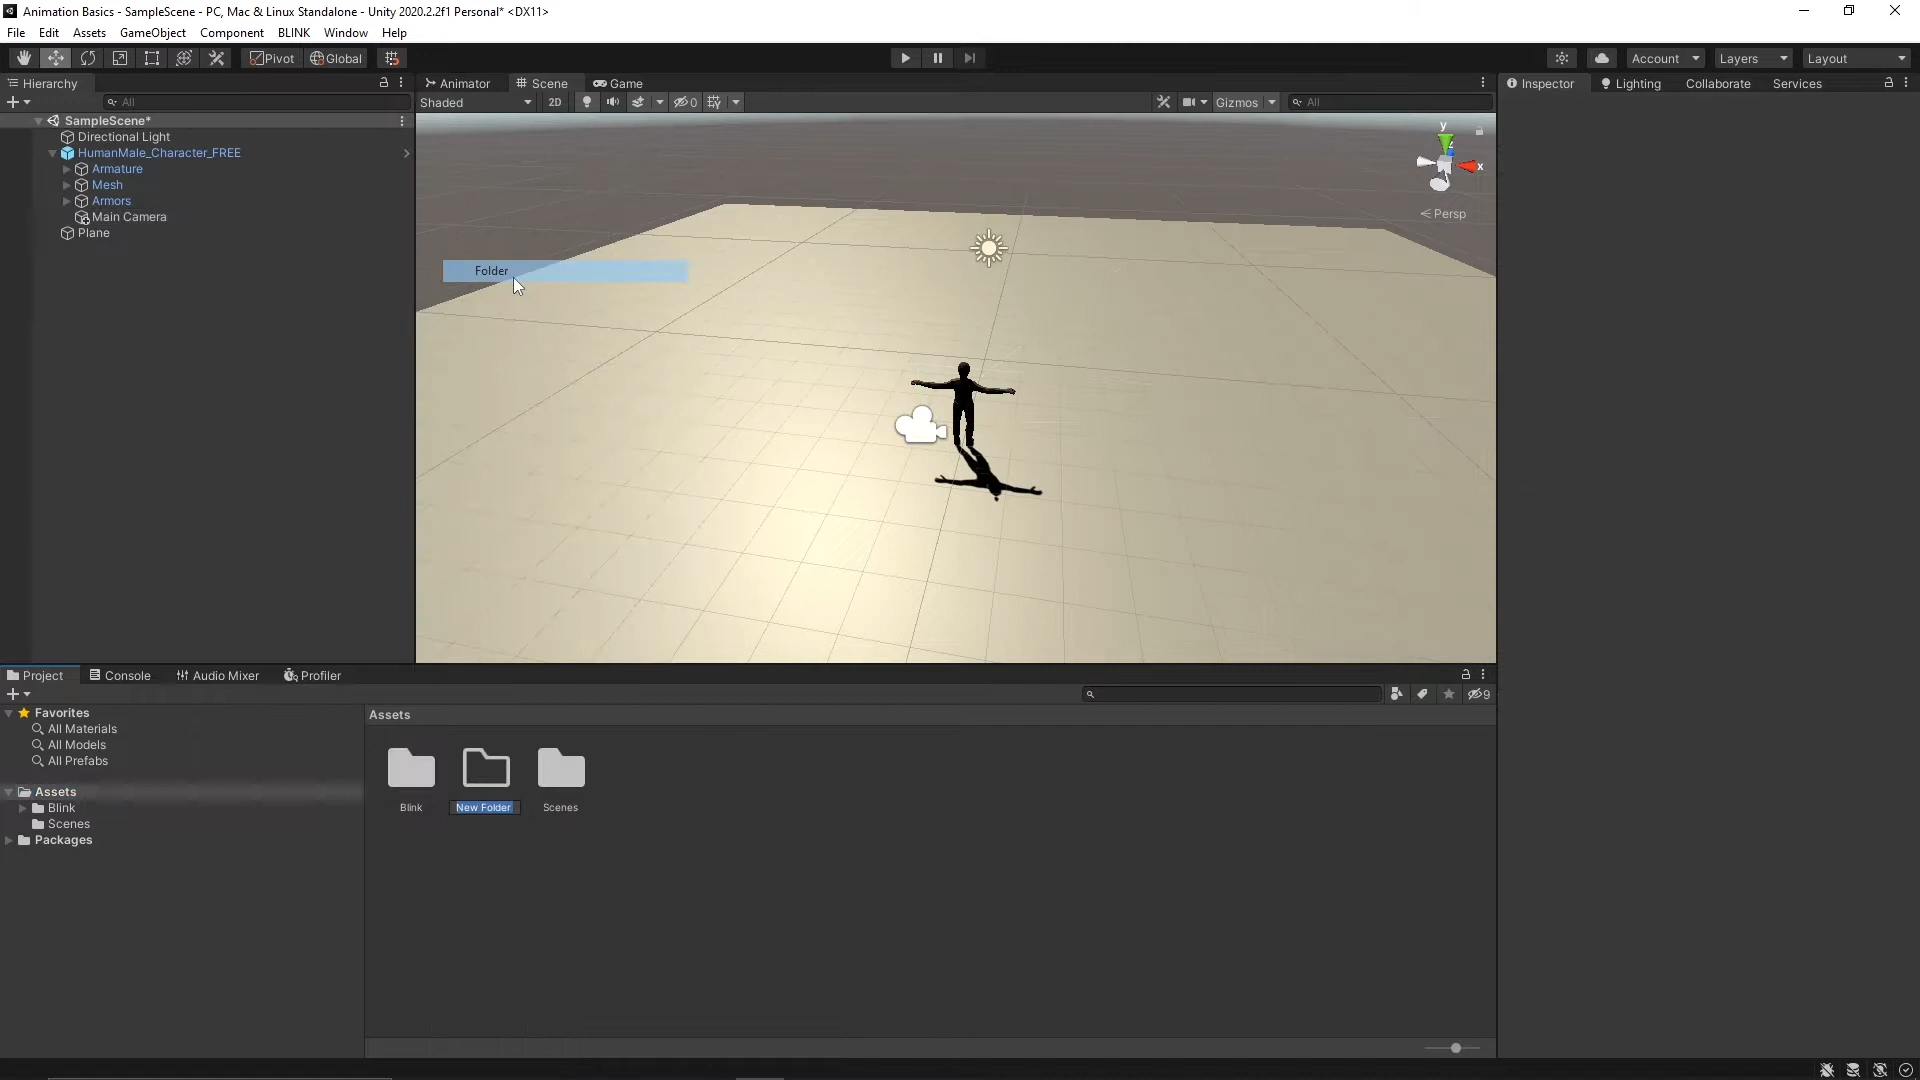 Animation Basics - SampleScene - PC, Mac & Linux Standalone - Unity 2020.2.2f1 Personal* <DX11>
File Edit Assets GameObject Component BLINK Window Help
Pivot Global Account Layers Layout
Hierarchy Animator Scene Game Inspector Lighting Collaborate Services
All Shaded 2D 0 Gizmos All
SampleScene*
Directional Light
HumanMale_Character_FREE
Armature
Mesh
Armors
Main Camera
Plane
y
x
Persp
Folder
Project Console Audio Mixer Profiler
9
Favorites
All Materials
All Models
All Prefabs
Assets
Blink
Scenes
Packages
Assets
Blink New Folder Scenes